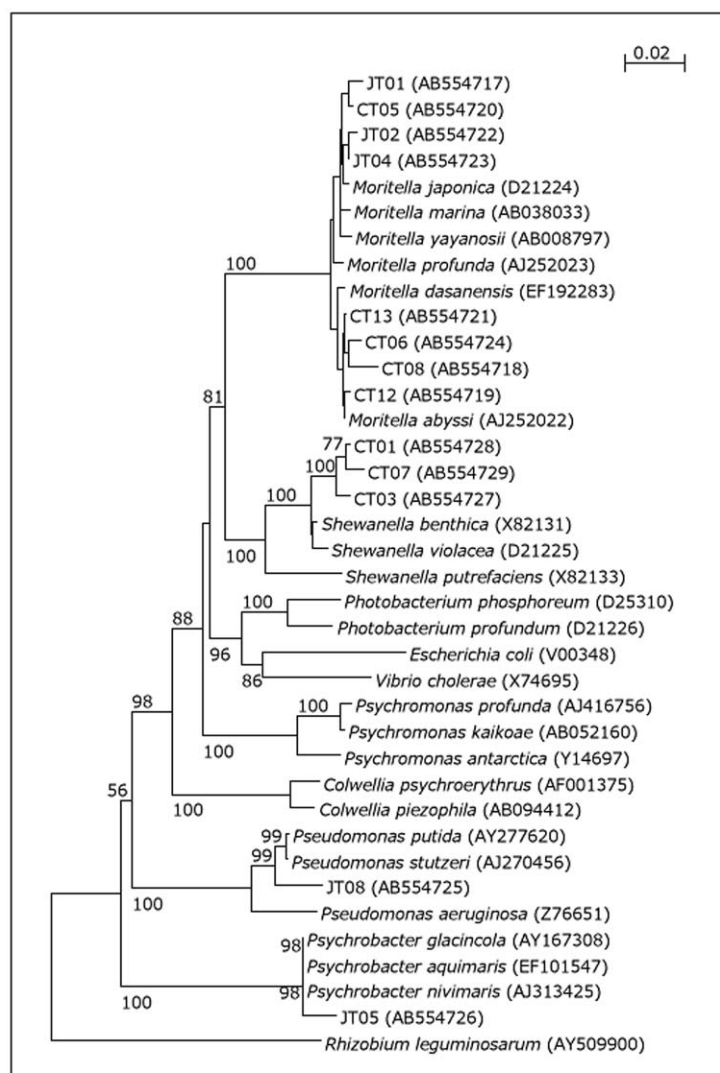 0.02
JT01 (AB554717)
CT05 (AB554720)
JT02 (AB554722)
JT04 (AB554723)
Moritella japonica (D21224)
Moritella marina (AB038033)
Moritella yayanosii (AB008797)
100
Moritella profunda (AJ252023)
Moritella dasanensis (EF192283)
CT13 (AB554721)
CT06 (AB554724)
CT08 (AB554718)
81
CT12 (AB554719)
Moritella abyssi (AJ252022)
77
CT01 (AB554728)
100
CT07 (AB554729)
100
CT03 (AB554727)
Shewanella benthica (X82131)
100
Shewanella violacea (D21225)
Shewanella putrefaciens (X82133)
100
Photobacterium phosphoreum (D25310)
88
Photobacterium profundum (D21226)
96
Escherichia coli (V00348)
86
Vibrio cholerae (X74695)
98
100
Psychromonas profunda (AJ416756)
Psychromonas kaikoae (AB052160)
100
Psychromonas antarctica (Y14697)
56
Colwellia psychroerythrus (AF001375)
100
Colwellia piezophila (AB094412)
99
Pseudomonas putida (AY277620)
99
Pseudomonas stutzeri (AJ270456)
JT08 (AB554725)
100
Pseudomonas aeruginosa (Z76651)
98
Psychrobacter glacincola (AY167308)
Psychrobacter aquimaris (EF101547)
98
Psychrobacter nivimaris (AJ313425)
100
JT05 (AB554726)
Rhizobium leguminosarum (AY509900)